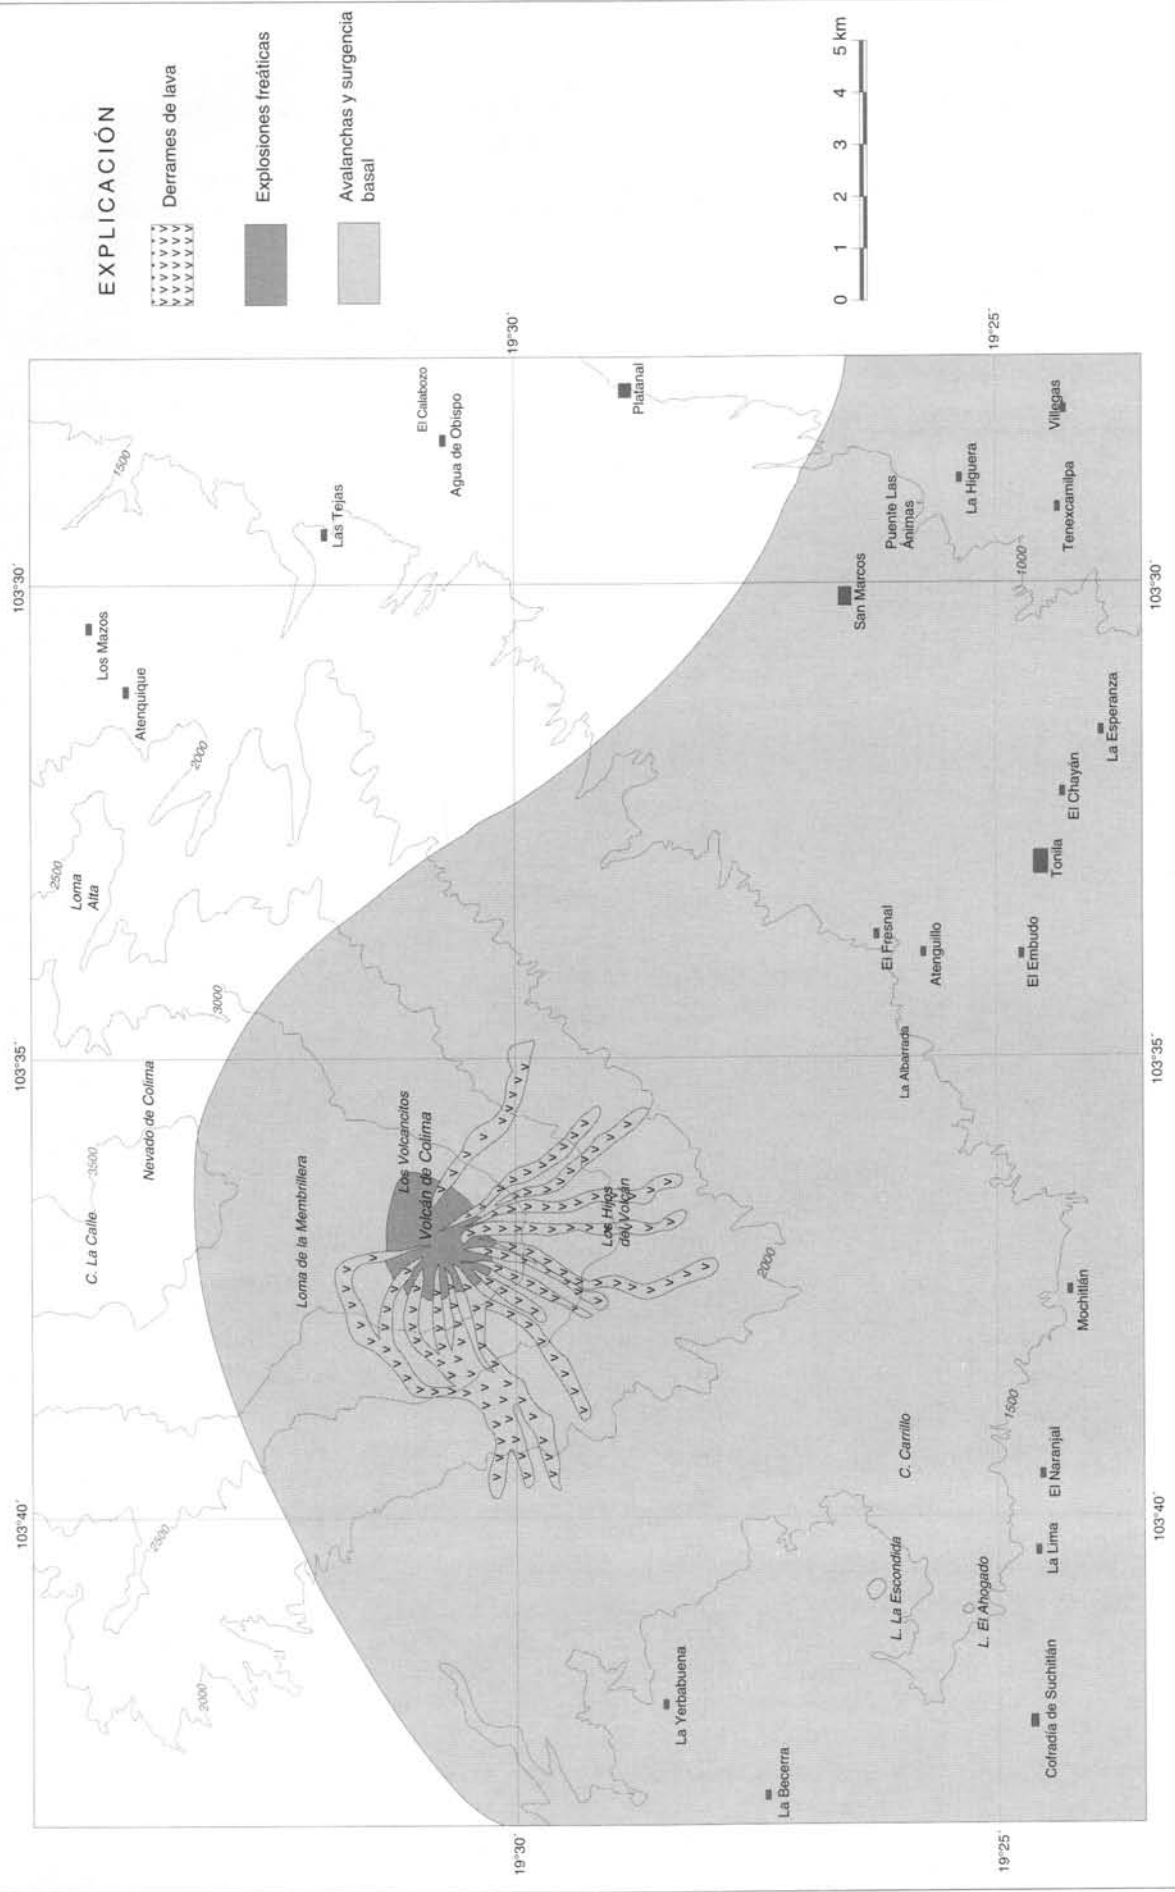 EXPLICACIÓN
Derrames de lava
Explosiones freáticas
Avalanchas y surgencia
basal
0 1 2 3 4 5 km
103°40´
103°35´
103°30´
19°30´
19°30´
19°25´
19°25´
103°40´
103°35´
103°30´
C. La Calle
3500
Nevado de Colima
2500
Loma
Alta
Los Mazos
Atenquique
1500
2000
3000
2500
2000
Loma de la Membrillera
Los Volcancitos
Volcán de Colima
Los Hijos
del Volcán
2000
Las Tejas
El Calabozo
Agua de Obispo
Platanal
Puente Las
Ánimas
San Marcos
La Higuera
Villegas
Tenexcamilpa
1000
La Esperanza
El Chayán
Tonila
El Fresnal
Atenguillo
El Embudo
La Albarrada
Mochitlán
1500
C. Carrillo
El Naranjal
La Lima
L. La Escondida
L. El Ahogado
Cofradía de Suchitlán
La Yerbabuena
La Becerra